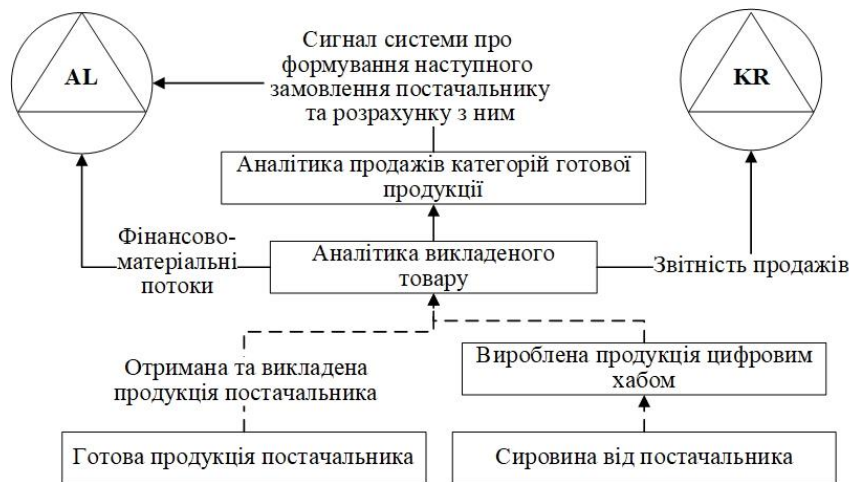 AL
Сигнал системи про
формування наступного
замовлення постачальнику
та розрахунку з ним
KR
Аналітика продажів категорій готової
продукції
Фінансово-
матеріальні
потоки
Аналітика викладеного
товару
Звітність продажів
Отримана та викладена
продукція постачальника
Вироблена продукція цифровим
хабом
Готова продукція постачальника
Сировина від постачальника